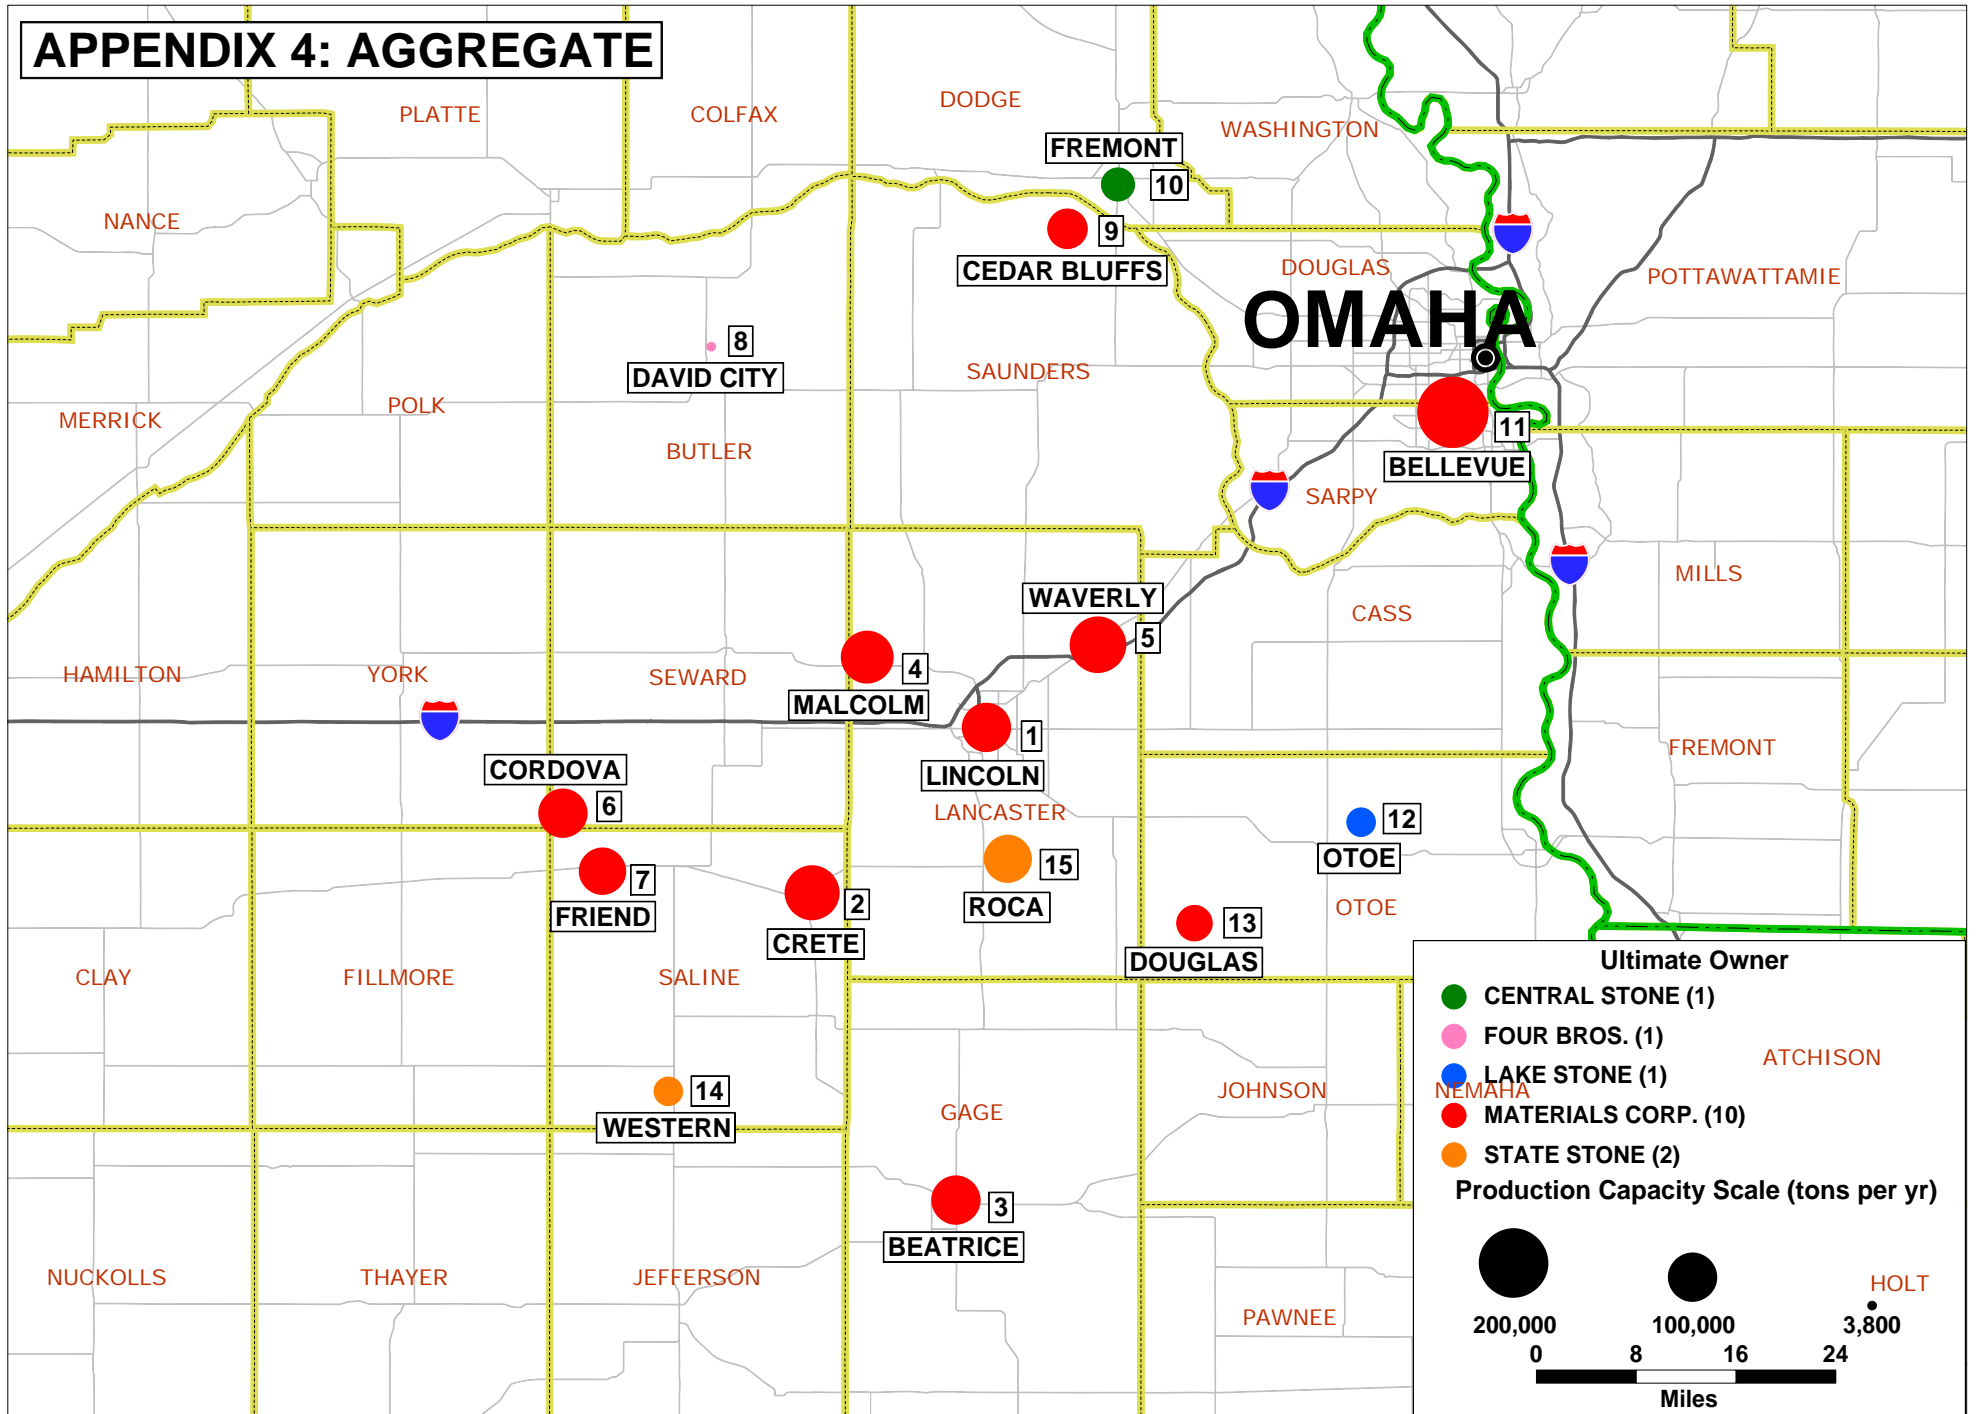 APPENDIX 4: AGGREGATE
PLATTE
COLFAX
DODGE
WASHINGTON
FREMONT
10
NANCE
9
CEDAR BLUFFS
DOUGLAS
POTTAWATTAMIE
OMAHA
8
DAVID CITY
SAUNDERS
MERRICK
POLK
BUTLER
11
BELLEVUE
SARPY
MILLS
WAVERLY
5
CASS
HAMILTON
YORK
SEWARD
4
MALCOLM
1
LINCOLN
FREMONT
CORDOVA
6
LANCASTER
12
OTOE
15
ROCA
7
FRIEND
2
CRETE
OTOE
13
DOUGLAS
CLAY
FILLMORE
SALINE
14
WESTERN
GAGE
JOHNSON
NEMAHA
ATCHISON
3
BEATRICE
NUCKOLLS
THAYER
JEFFERSON
PAWNEE
HOLT
Ultimate Owner
CENTRAL STONE (1)
FOUR BROS. (1)
LAKE STONE (1)
MATERIALS CORP. (10)
STATE STONE (2)
Production Capacity Scale (tons per yr)
200,000 100,000 3,800
0 8 16 24
Miles